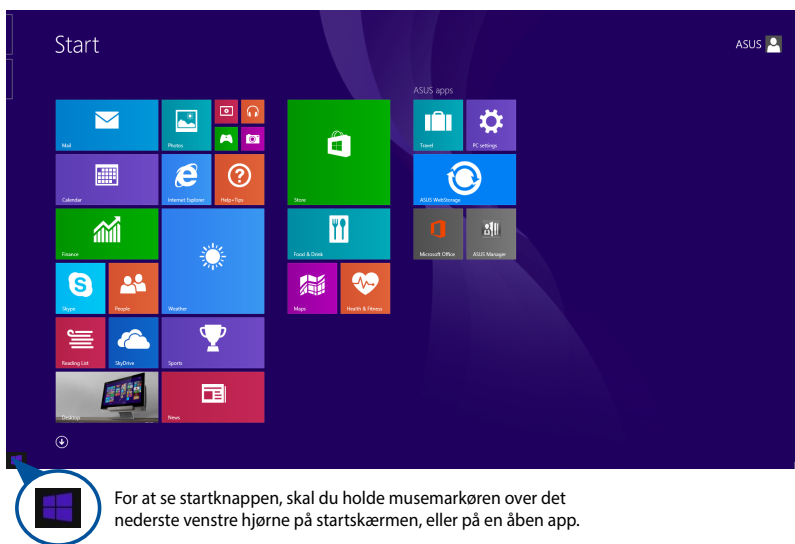 Start
ASUS
ASUS apps
Mail
Photos
Travel
PC settings
Calendar
Internet Explorer
Help+Tips
Store
ASUS WebStorage
Finance
Food & Drink
Microsoft Office
ASUS Manager
Skype
People
Weather
Maps
Health & Fitness
Reading List
SkyDrive
Sports
Desktop
News
For at se startknappen, skal du holde musemarkøren over det
nederste venstre hjørne på startskærmen, eller på en åben app.